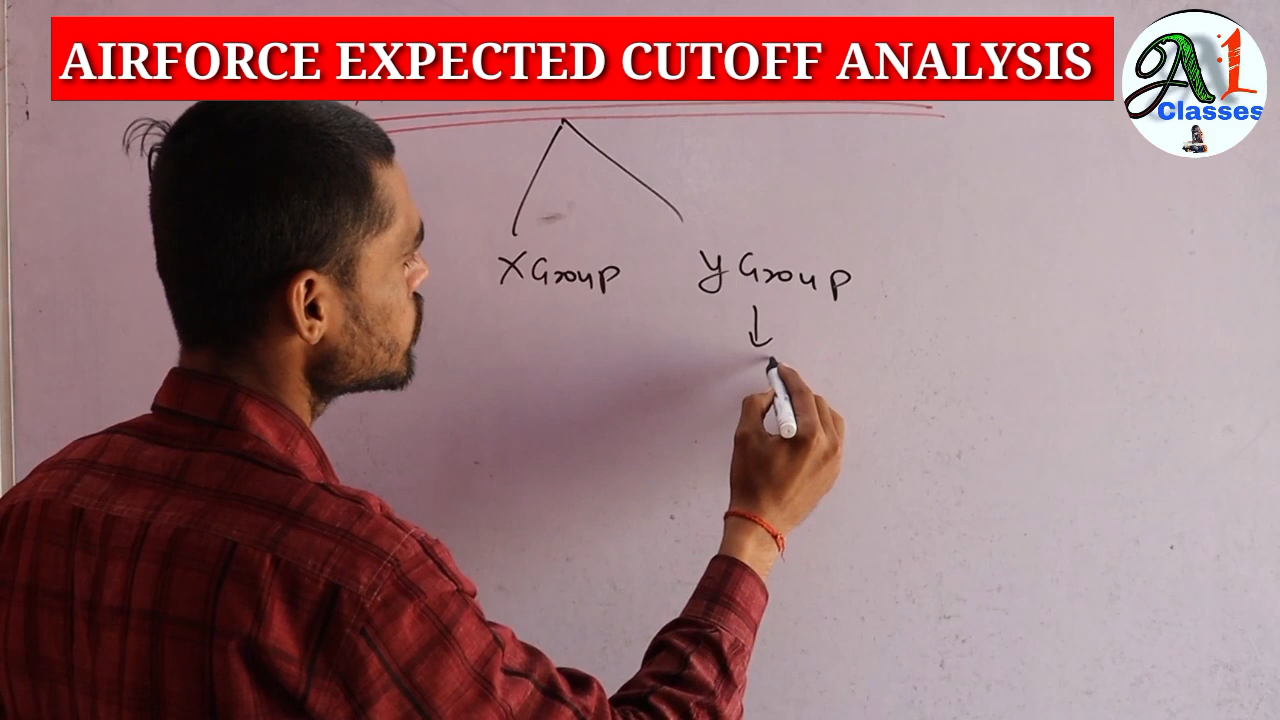 AIRFORCE EXPECTED CUTOFF ANALYSIS
A1
Classes
X Group
Y Group